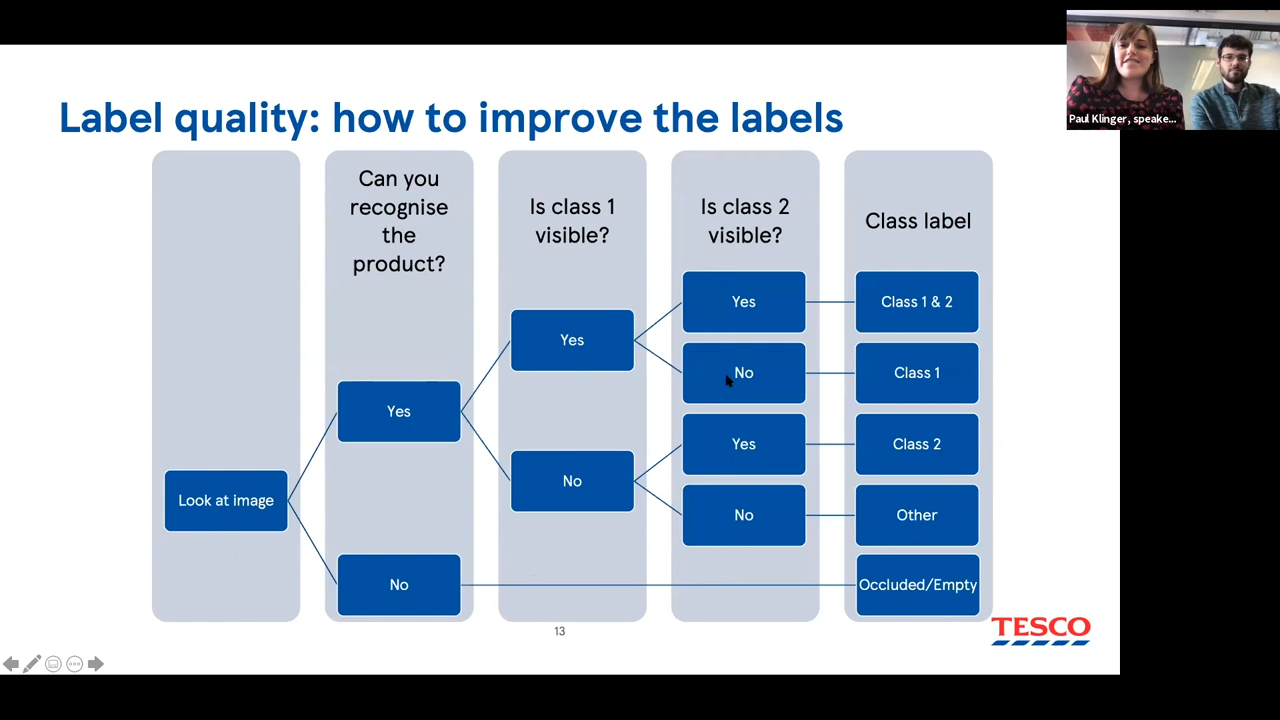 Paul Klinger, speake...
Label quality: how to improve the labels
Can you
recognise
the
product?
Is class 1
visible?
Is class 2
visible?
Class label
Look at image
Yes
No
Yes
No
Yes
No
Yes
No
Class 1 & 2
Class 1
Class 2
Other
Occluded/Empty
13
TESCO